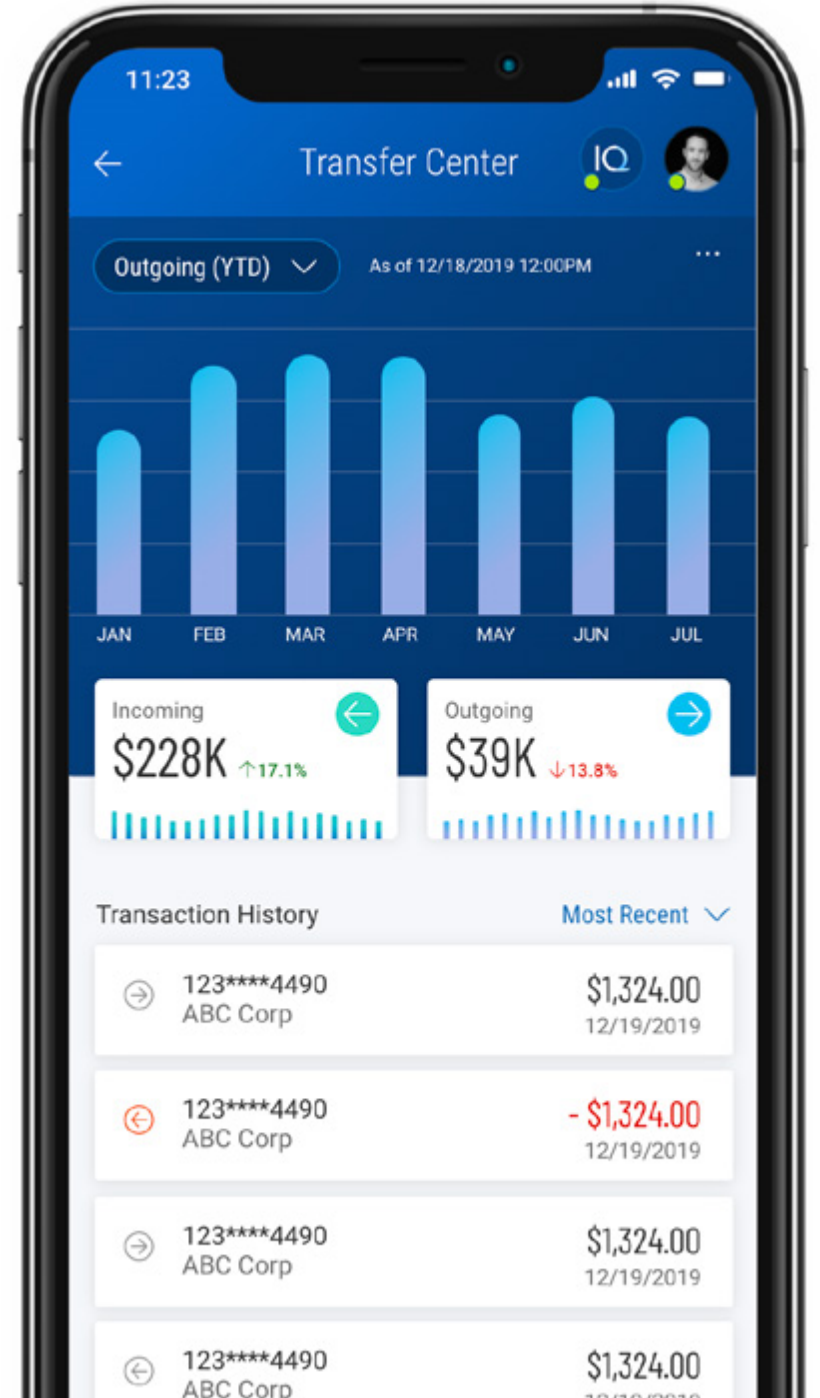 11:23
Transfer Center
IQ
Outgoing (YTD)
As of 12/18/2019 12:00PM
JAN FEB MAR APR MAY JUN JUL
Incoming
$228K ↑17.1%
Outgoing
$39K ↓13.8%
Transaction History
Most Recent
123****4490
$1,324.00
ABC Corp
12/19/2019
123****4490
- $1,324.00
ABC Corp
12/19/2019
123****4490
$1,324.00
ABC Corp
12/19/2019
123****4490
$1,324.00
ABC Corp